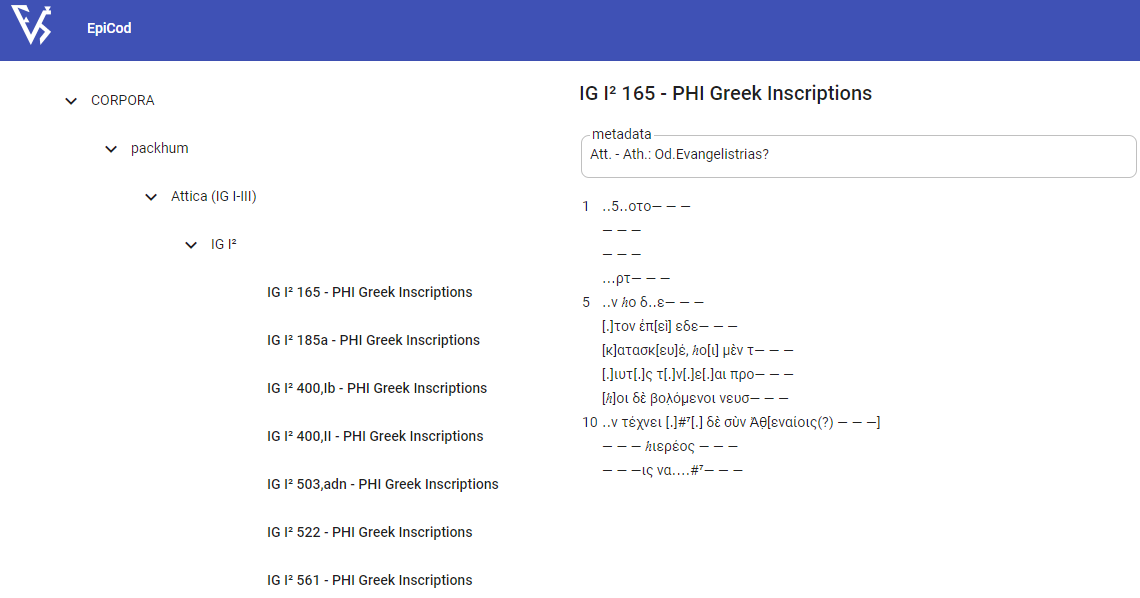 EpiCod
CORPORA
packhum
Attica (IG I-III)
IG I²
IG I² 165 - PHI Greek Inscriptions
IG I² 185a - PHI Greek Inscriptions
IG I² 400,Ib - PHI Greek Inscriptions
IG I² 400,II - PHI Greek Inscriptions
IG I² 503,adn - PHI Greek Inscriptions
IG I² 522 - PHI Greek Inscriptions
IG I² 561 - PHI Greek Inscriptions
IG I² 165 - PHI Greek Inscriptions
metadata
Att. - Ath.: Od.Evangelistrias?
1 ..5..οτο— — —
— — —
— — —
...ρτ— — —
5 ..ν ℎο δ..ε— — —
[.]τον ἐπ[εὶ] εδε— — —
[κ]ατασκ[ευ]έ, ℎο[ι] μὲν τ— — —
[.]ιυτ[.]ς τ[.]ν[.]ε[.]αι προ— — —
[ℎ]οι δὲ βολ̣όμενοι νευσ— — —
10 ..ν τέχνει [.]#⁷[.] δὲ σὺν Ἀθ[εναίοις(?) — — —]
— — — ℎιερέος — — —
— — —ις να....#⁷— — —